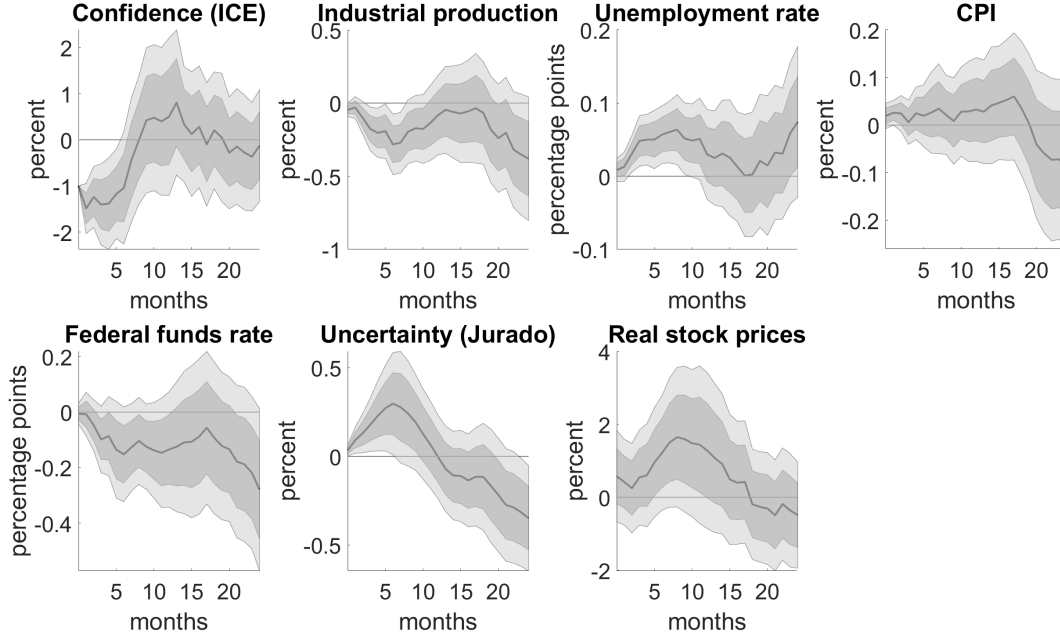 Confidence (ICE)
percent
2
1
0
-1
-2
5 10 15 20
months
Industrial production
percent
0.5
0
-0.5
-1
5 10 15 20
months
Unemployment rate
percentage points
0.2
0.1
0
-0.1
5 10 15 20
months
CPI
percent
0.2
0.1
0
-0.1
-0.2
5 10 15 20
months
Federal funds rate
percentage points
0.2
0
-0.2
-0.4
5 10 15 20
months
Uncertainty (Jurado)
percent
0.5
0
-0.5
5 10 15 20
months
Real stock prices
percent
4
2
0
-2
5 10 15 20
months